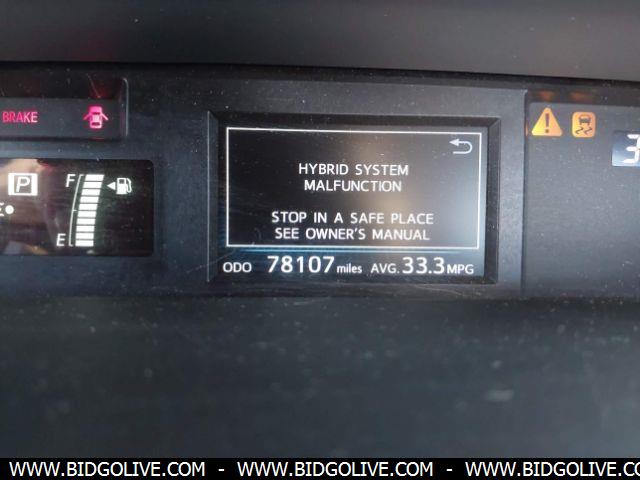 BRAKE
P
F
E
HYBRID SYSTEM
MALFUNCTION
STOP IN A SAFE PLACE
SEE OWNER'S MANUAL
ODO 78107 miles AVG. 33.3 MPG
WWW.BIDGOLIVE.COM - WWW.BIDGOLIVE.COM - WWW.BIDGOLIVE.COM